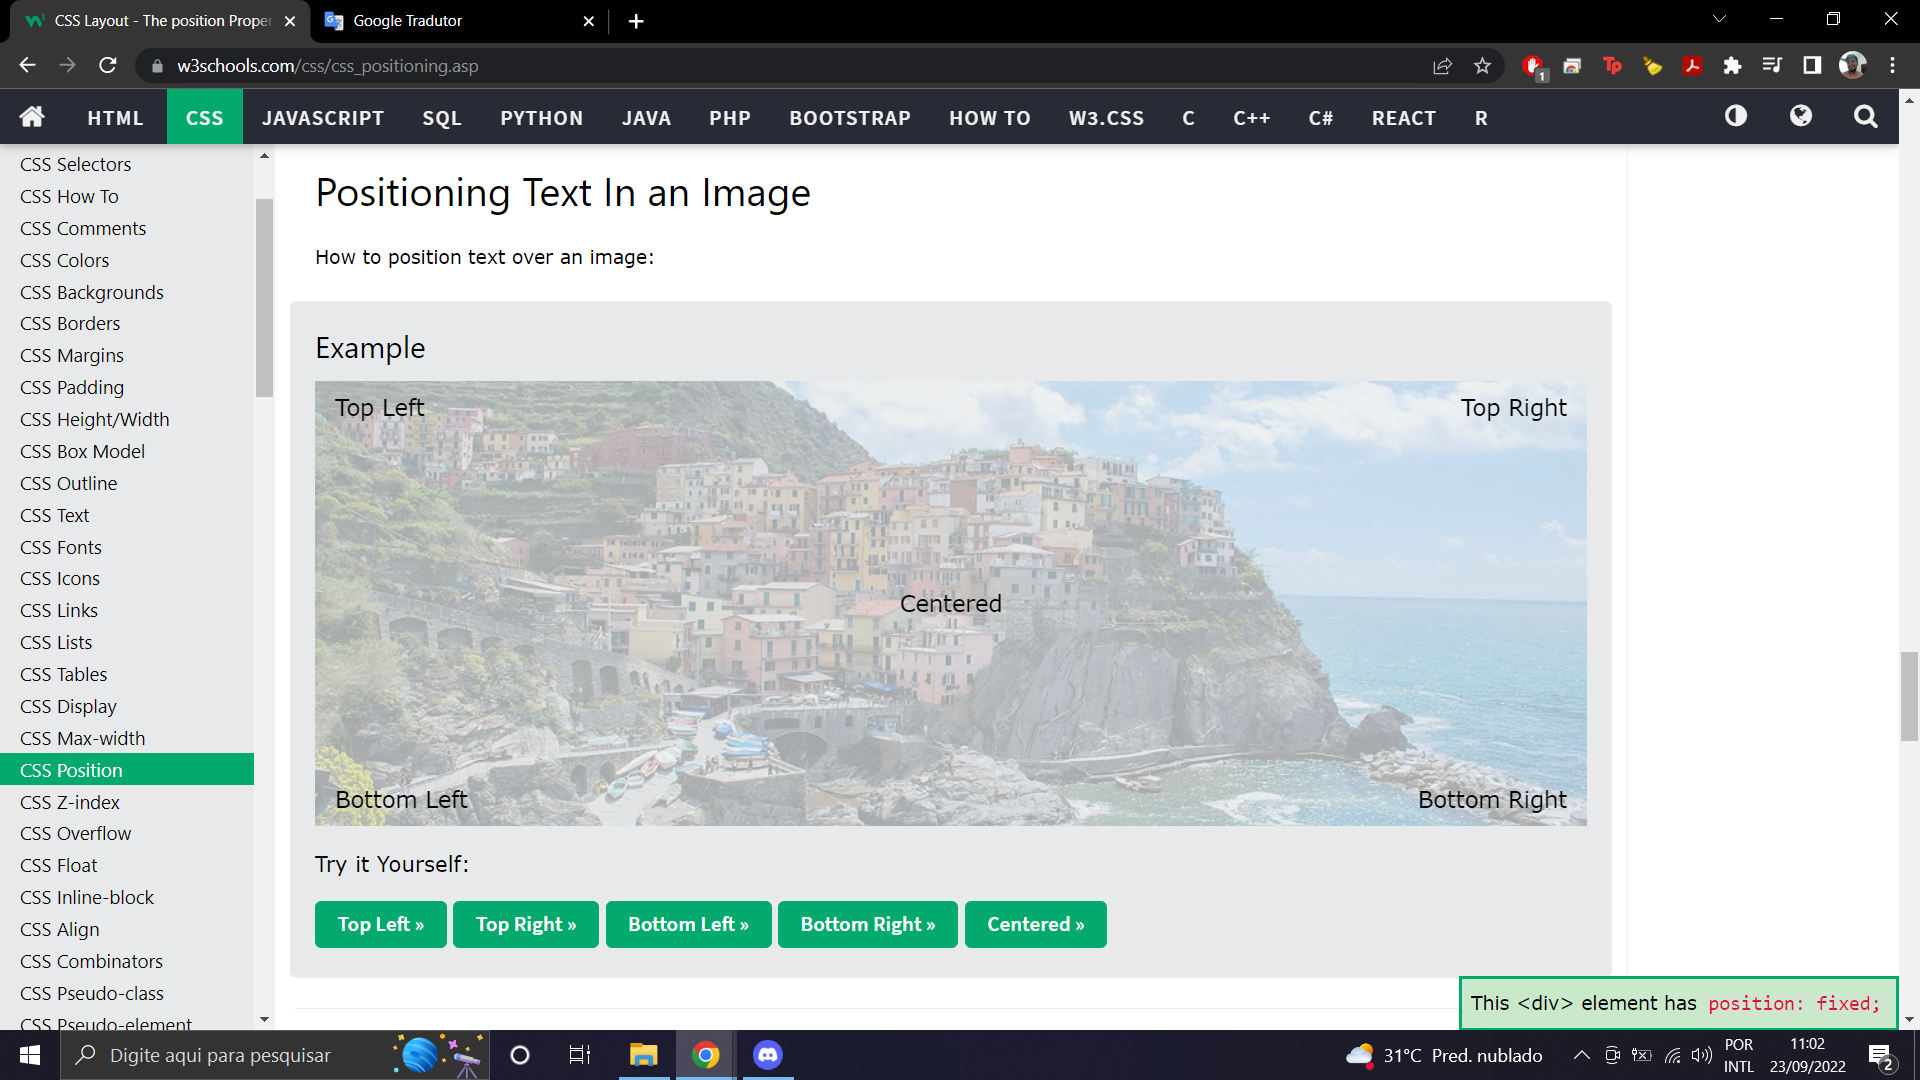 CSS Layout - The position Proper
Google Tradutor
w3schools.com/css/css_positioning.asp
1
HTML
CSS
JAVASCRIPT
SQL
PYTHON
JAVA
PHP
BOOTSTRAP
HOW TO
W3.CSS
C
C++
C#
REACT
R
CSS Selectors
CSS How To
CSS Comments
CSS Colors
CSS Backgrounds
CSS Borders
CSS Margins
CSS Padding
CSS Height/Width
CSS Box Model
CSS Outline
CSS Text
CSS Fonts
CSS Icons
CSS Links
CSS Lists
CSS Tables
CSS Display
CSS Max-width
CSS Position
CSS Z-index
CSS Overflow
CSS Float
CSS Inline-block
CSS Align
CSS Combinators
CSS Pseudo-class
CSS Pseudo-element
Positioning Text In an Image
How to position text over an image:
Example
Top Left
Top Right
Centered
Bottom Left
Bottom Right
Try it Yourself:
Top Left »
Top Right »
Bottom Left »
Bottom Right »
Centered »
This <div> element has position: fixed;
Digite aqui para pesquisar
31°C Pred. nublado
POR
INTL
11:02
23/09/2022
2